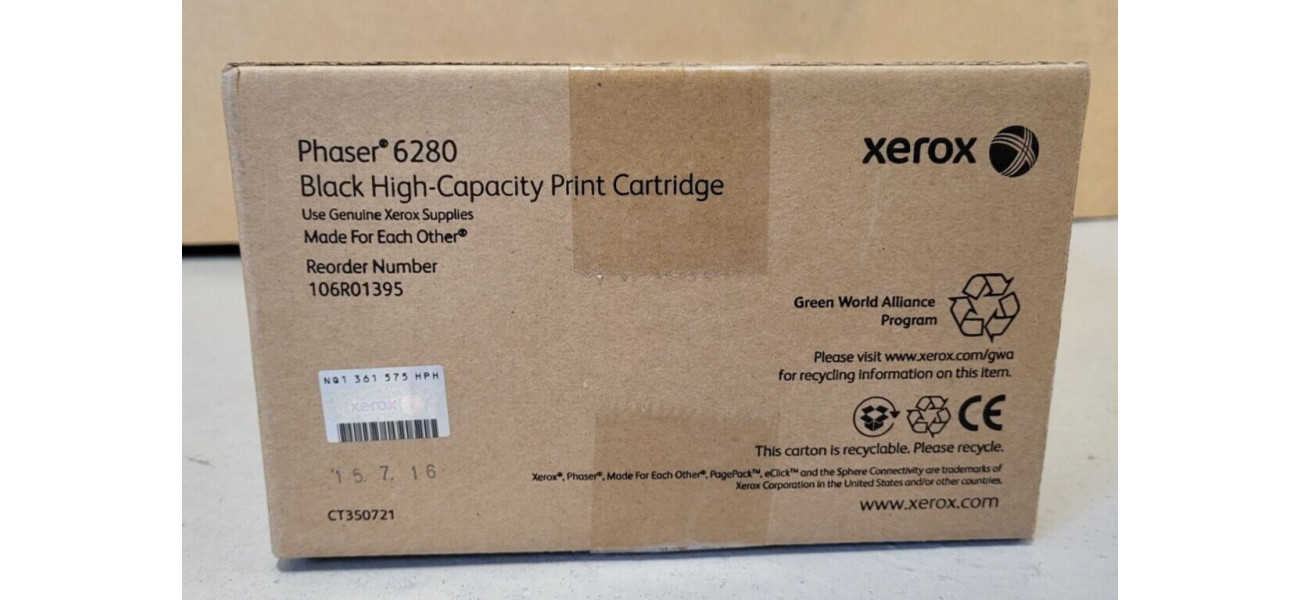 Phaser® 6280
Black High-Capacity Print Cartridge
Use Genuine Xerox Supplies
Made For Each Other®
Reorder Number
106R01395
xerox
Green World Alliance
Program
Please visit www.xerox.com/gwa
for recycling information on this item.
NQ1 361 575 HPH
xerox
CE
This carton is recyclable. Please recycle.
'15. 7. 16
Xerox®, Phaser®, Made For Each Other®, PagePack™, eClick™ and the Sphere Connectivity are trademarks of
Xerox Corporation in the United States and/or other countries.
CT350721
www.xerox.com